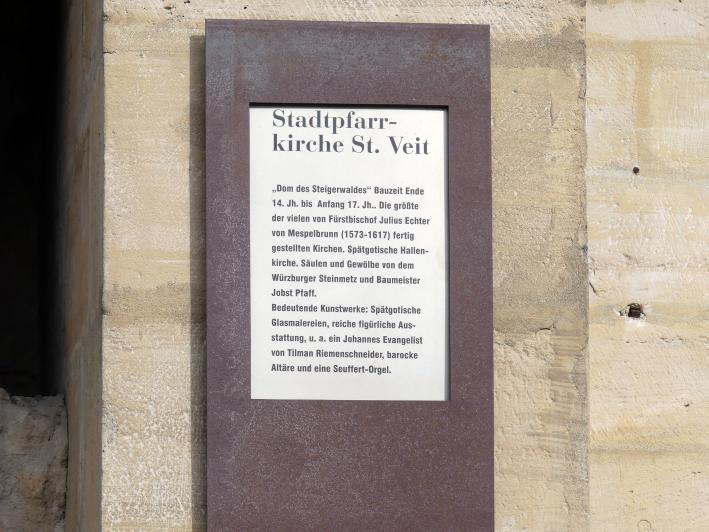 Stadtpfarr-
kirche St. Veit
„Dom des Steigerwaldes“ Bauzeit Ende
14. Jh. bis Anfang 17. Jh.. Die größte
der vielen von Fürstbischof Julius Echter
von Mespelbrunn (1573-1617) fertig
gestellten Kirchen. Spätgotische Hallen-
kirche. Säulen und Gewölbe von dem
Würzburger Steinmetz und Baumeister
Jobst Pfaff.
Bedeutende Kunstwerke: Spätgotische
Glasmalereien, reiche figürliche Aus-
stattung, u. a. ein Johannes Evangelist
von Tilman Riemenschneider, barocke
Altäre und eine Seuffert-Orgel.